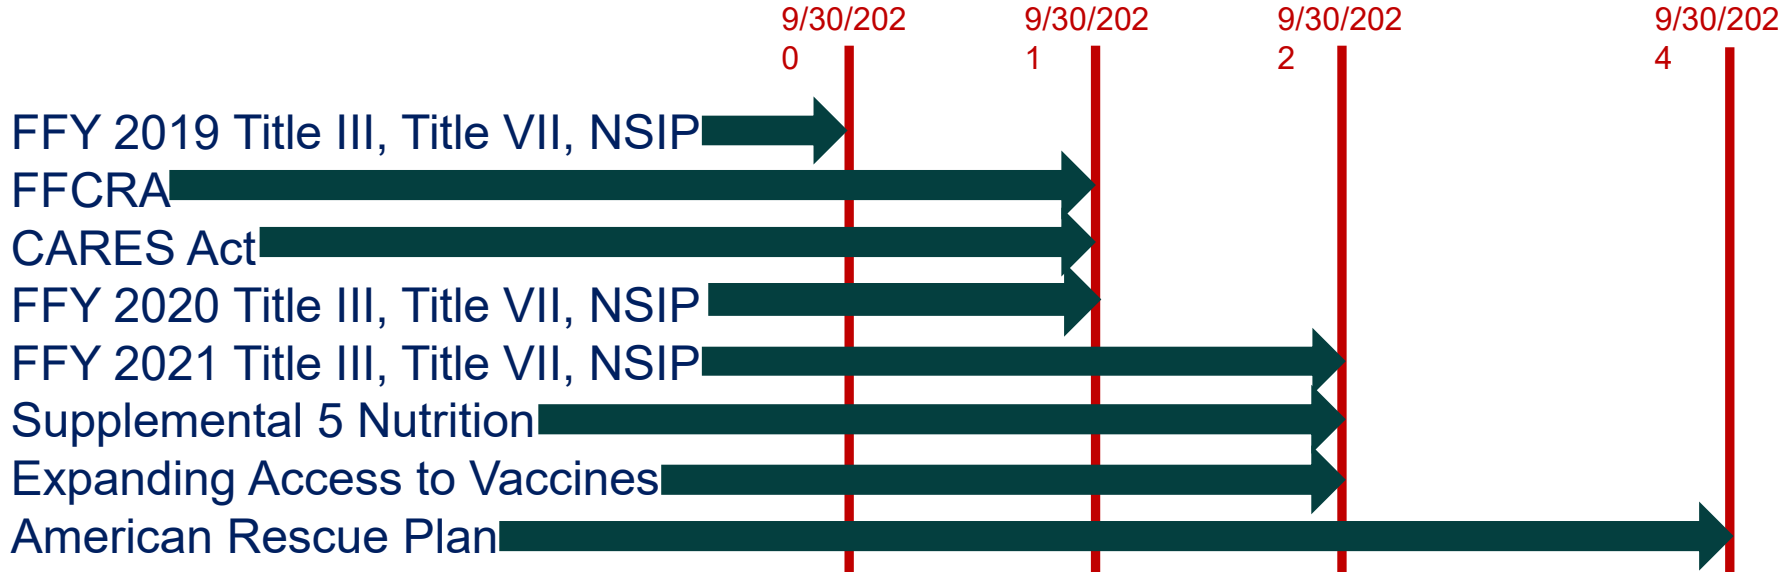 9/30/202 9/30/202 9/30/202 9/30/202
0 1 2 4
FFY 2019 Title III, Title VII, NSIP
FFCRA
CARES Act
FFY 2020 Title III, Title VII, NSIP
FFY 2021 Title III, Title VII, NSIP
Supplemental 5 Nutrition
Expanding Access to Vaccines
American Rescue Plan